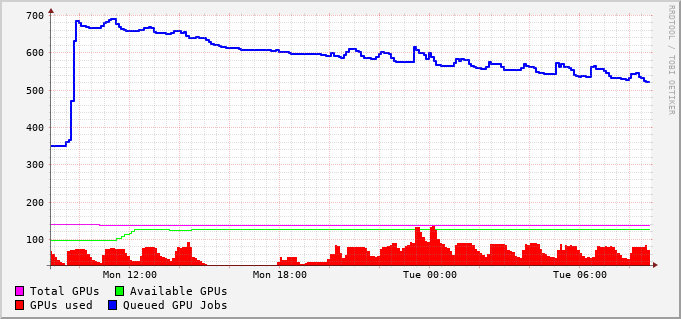 700
600
500
400
300
200
100
Mon 12:00 Mon 18:00 Tue 00:00 Tue 06:00
Total GPUs Available GPUs
GPUs used Queued GPU Jobs
RRDTOOL / TOBI OETIKER